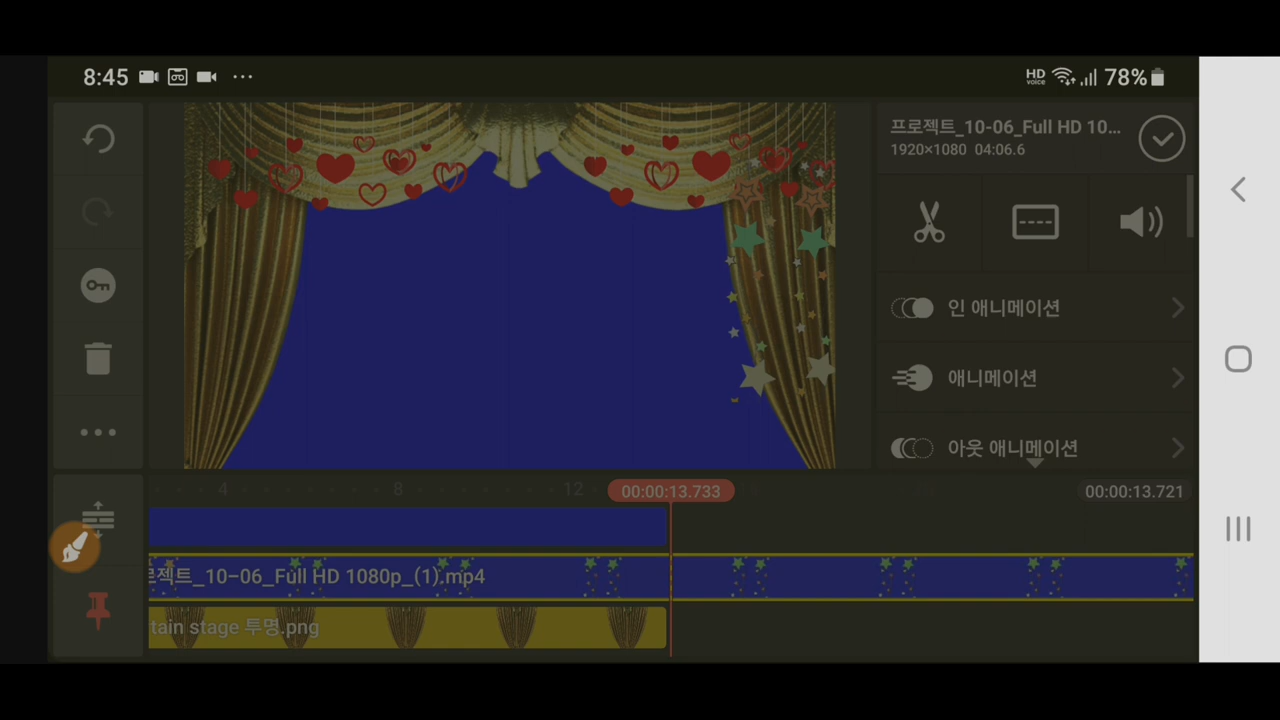 8:45
HD voice
78%
프로젝트_10-06_Full HD 10...
1920×1080 04:06.6
인 애니메이션
애니메이션
아웃 애니메이션
4 8 12
00:00:13.733
00:00:13.721
로젝트_10-06_Full HD 1080p_(1).mp4
tain stage 투명.png